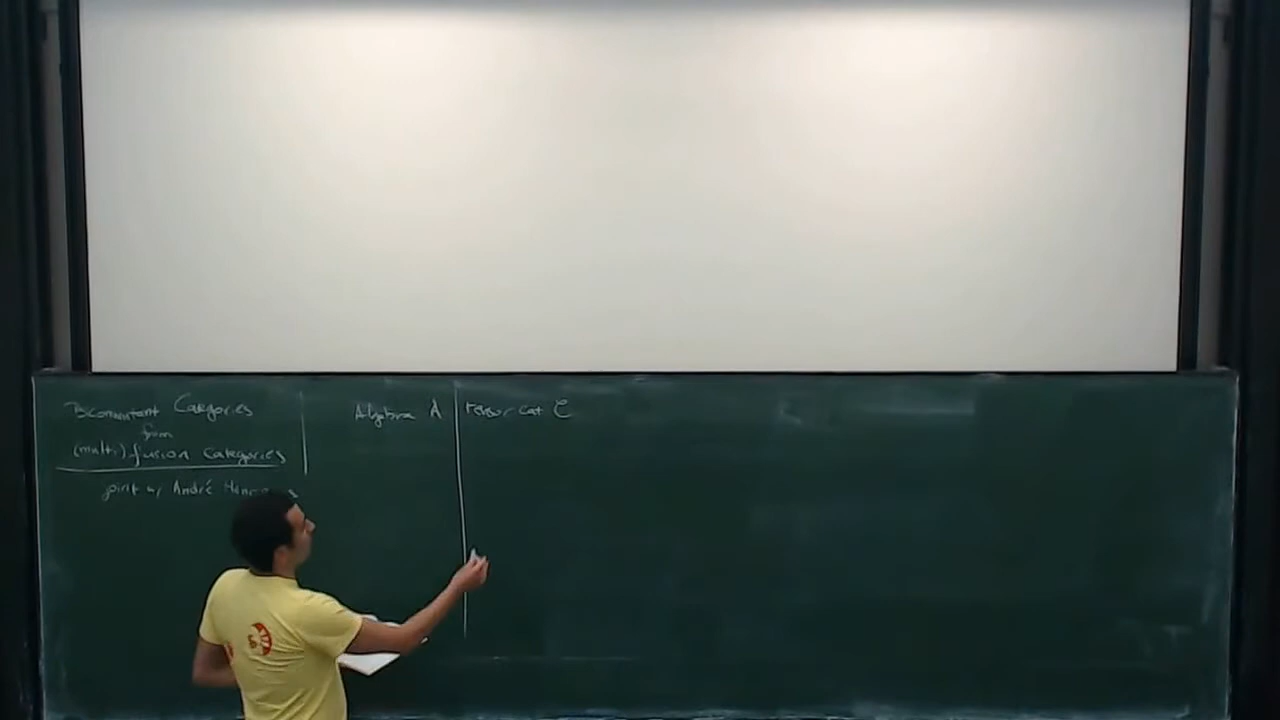 Bicommutant Categories
from
(multi)fusion categories
joint w/ André
Algebra A
tensor cat C